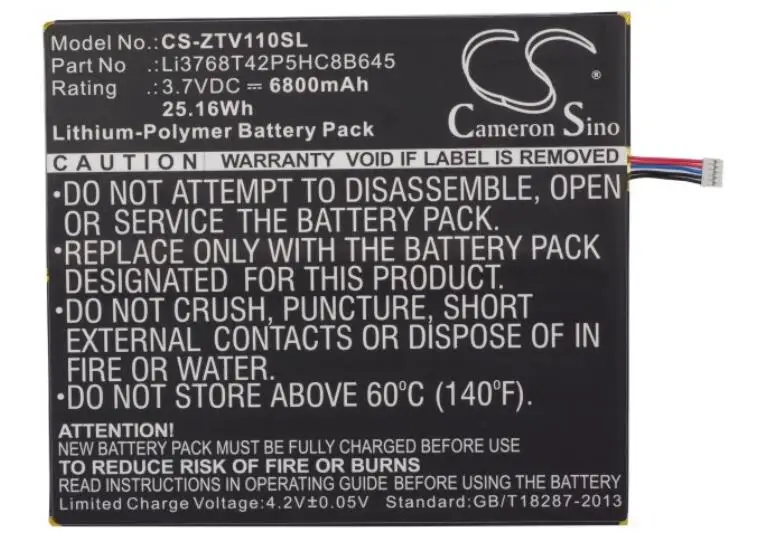 Model No.: CS-ZTV110SL
Part No : Li3768T42P5HC8B645
Rating : 3.7VDC ⎓ 6800mAh
25.16Wh
Lithium-Polymer Battery Pack
CS ®
Cameron Sino
CAUTION WARRANTY VOID IF LABEL IS REMOVED
•DO NOT ATTEMPT TO DISASSEMBLE, OPEN
OR SERVICE THE BATTERY PACK.
•REPLACE ONLY WITH THE BATTERY PACK
DESIGNATED FOR THIS PRODUCT.
•DO NOT CRUSH, PUNCTURE, SHORT
EXTERNAL CONTACTS OR DISPOSE OF IN
FIRE OR WATER.
•DO NOT STORE ABOVE 60°C (140°F).
ATTENTION!
NEW BATTERY PACK MUST BE FULLY CHARGED BEFORE USE
TO REDUCE RISK OF FIRE OR BURNS
READ INSTRUCTIONS IN OPERATING GUIDE BEFORE USING THE BATTERY
Limited Charge Voltage:4.2V±0.05V Standard:GB/T18287-2013